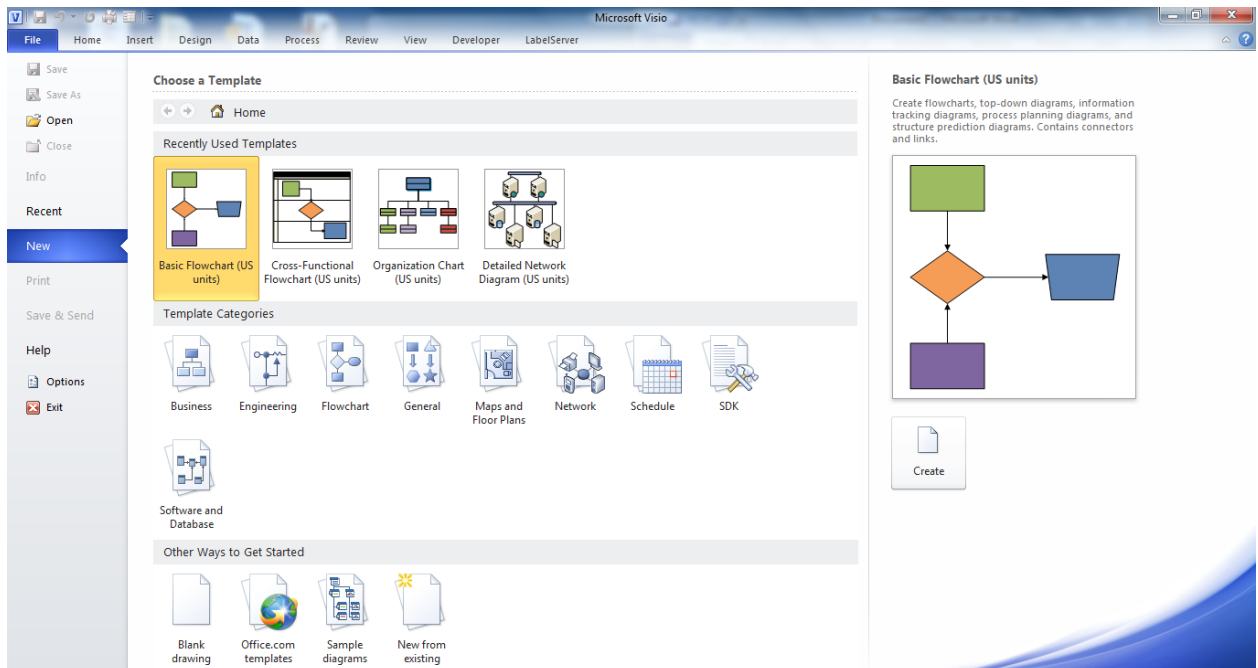 Microsoft Visio
File Home Insert Design Data Process Review View Developer LabelServer
Save
Save As
Open
Close
Info
Recent
New
Print
Save & Send
Help
Options
Exit
Choose a Template
Home
Recently Used Templates
Basic Flowchart (US
units)
Cross-Functional
Flowchart (US units)
Organization Chart
(US units)
Detailed Network
Diagram (US units)
Template Categories
Business
Engineering
Flowchart
General
Maps and
Floor Plans
Network
Schedule
SDK
Software and
Database
Other Ways to Get Started
Blank
drawing
Office.com
templates
Sample
diagrams
New from
existing
Basic Flowchart (US units)
Create flowcharts, top-down diagrams, information
tracking diagrams, process planning diagrams, and
structure prediction diagrams. Contains connectors
and links.
Create